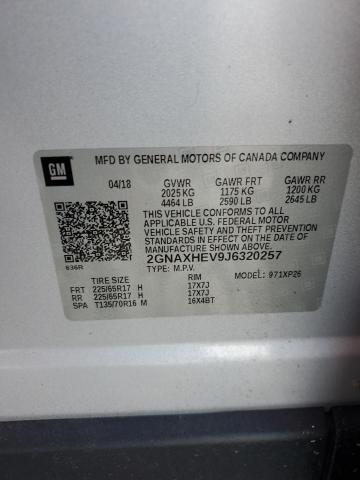 GM
MFD BY GENERAL MOTORS OF CANADA COMPANY
04/18 GVWR GAWR FRT GAWR RR
2025 KG 1175 KG 1200 KG
4464 LB 2590 LB 2645 LB
THIS VEHICLE CONFORMS TO ALL APPLICABLE
U.S. FEDERAL MOTOR VEHICLE SAFETY, BUMPER,
AND THEFT PREVENTION STANDARDS IN
EFFECT ON THE DATE OF
MANUFACTURE SHOWN ABOVE.
2GNAXHEV9J6320257
636R TYPE: M.P.V. MODEL: 971XP26
TIRE SIZE RIM
FRT 225/65R17 H 17X7J
RR 225/65R17 H 17X7J
SPA T135/70R16 M 16X4BT